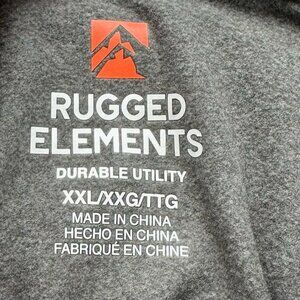 RUGGED
ELEMENTS
DURABLE UTILITY
XXL/XXG/TTG
MADE IN CHINA
HECHO EN CHINA
FABRIQUÉ EN CHINE